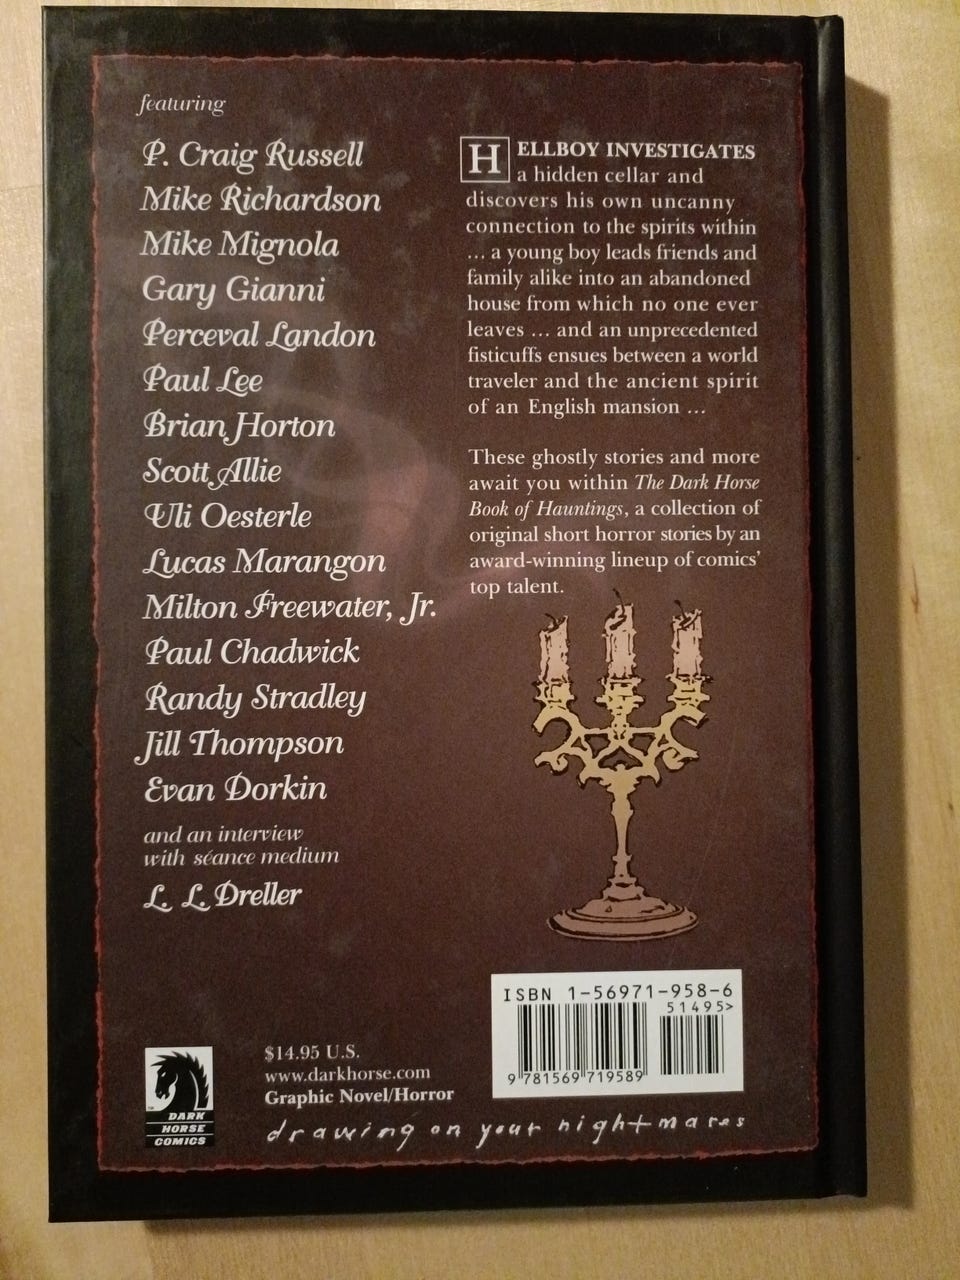 featuring
P. Craig Russell
Mike Richardson
Mike Mignola
Gary Gianni
Perceval Landon
Paul Lee
Brian Horton
Scott Allie
Uli Oesterle
Lucas Marangon
Milton Freewater, Jr.
Paul Chadwick
Randy Stradley
Jill Thompson
Evan Dorkin
and an interview
with séance medium
L. L. Dreller
HELLBOY INVESTIGATES
a hidden cellar and
discovers his own uncanny
connection to the spirits within
... a young boy leads friends and
family alike into an abandoned
house from which no one ever
leaves ... and an unprecedented
fisticuffs ensues between a world
traveler and the ancient spirit
of an English mansion ...
These ghostly stories and more
await you within The Dark Horse
Book of Hauntings, a collection of
original short horror stories by an
award-winning lineup of comics'
top talent.
ISBN 1-56971-958-6
51495>
9 781569 719589
$14.95 U.S.
www.darkhorse.com
Graphic Novel/Horror
drawing on your nightmares
DARK
HORSE
COMICS
TM